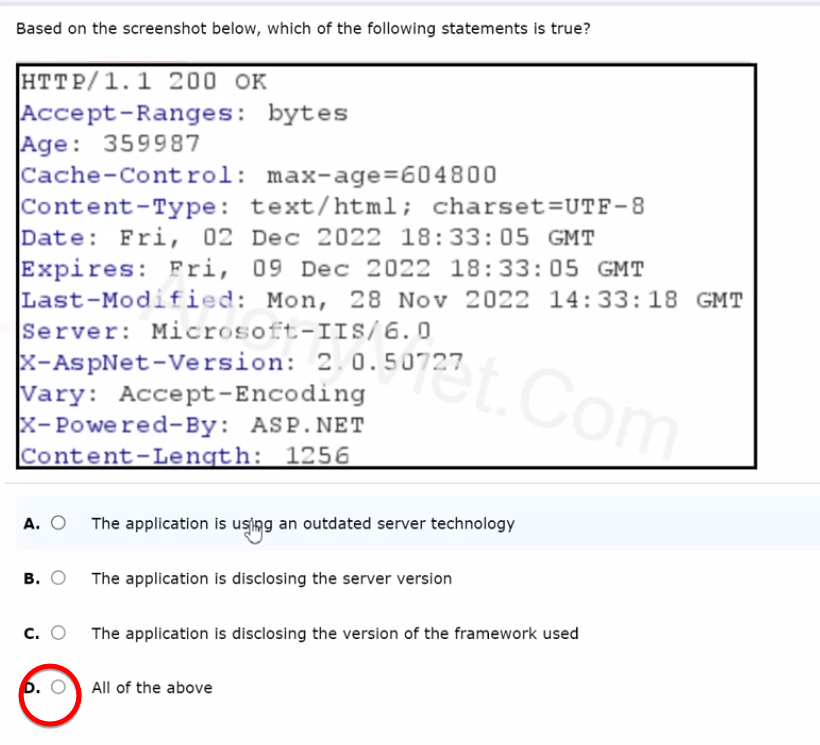 Based on the screenshot below, which of the following statements is true?
HTTP/1.1 200 OK
Accept-Ranges: bytes
Age: 359987
Cache-Control: max-age=604800
Content-Type: text/html; charset=UTF-8
Date: Fri, 02 Dec 2022 18:33:05 GMT
Expires: Fri, 09 Dec 2022 18:33:05 GMT
Last-Modified: Mon, 28 Nov 2022 14:33:18 GMT
Server: Microsoft-IIS/6.0
X-AspNet-Version: 2.0.50727
Vary: Accept-Encoding
X-Powered-By: ASP.NET
Content-Length: 1256
AnonyViet.Com
A. The application is using an outdated server technology
B. The application is disclosing the server version
C. The application is disclosing the version of the framework used
D. All of the above